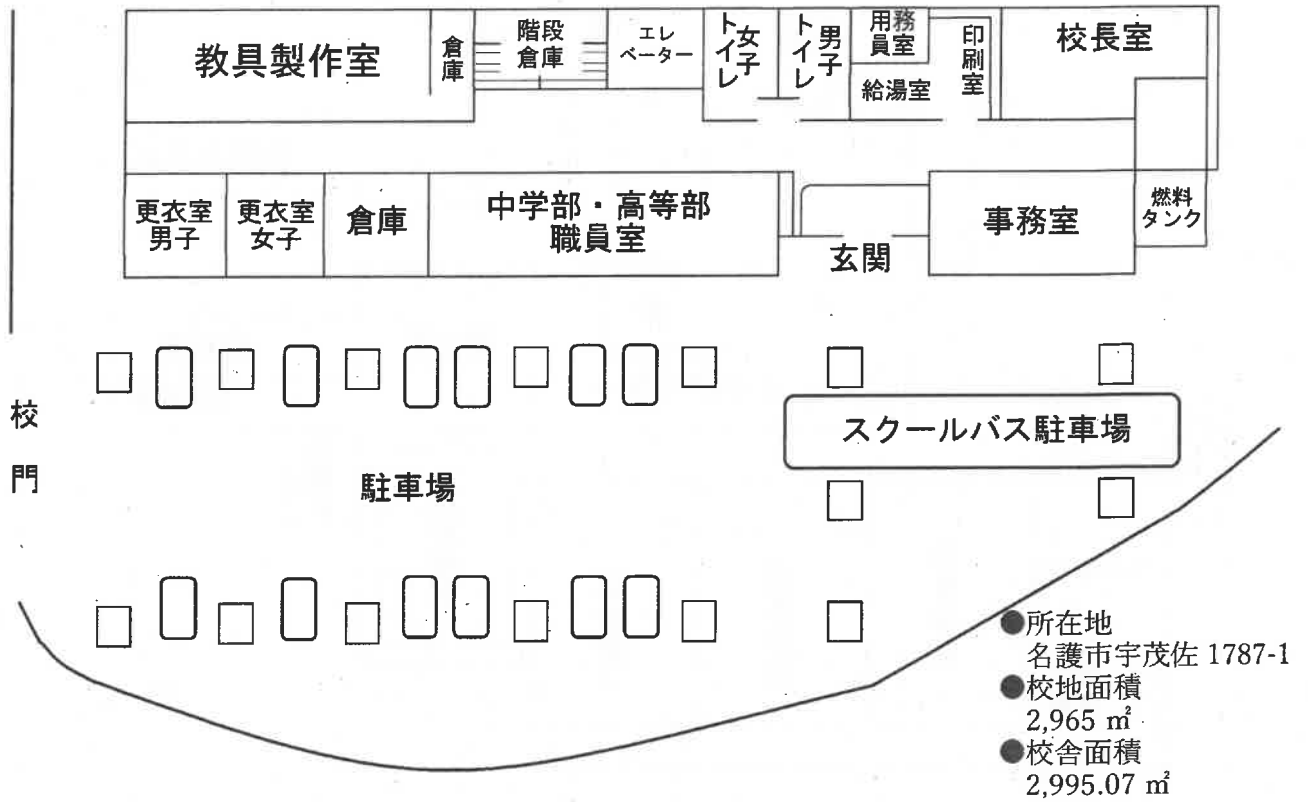 教具製作室
倉庫
階段
倉庫
エレ
ベーター
女子
トイレ
男子
トイレ
用務
員室
給湯室
印刷室
校長室
更衣室
男子
更衣室
女子
倉庫
中学部・高等部
職員室
玄関
事務室
燃料
タンク
校門
スクールバス駐車場
駐車場
●所在地
名護市宇茂佐 1787-1
●校地面積
2,965 ㎡
●校舎面積
2,995.07 ㎡